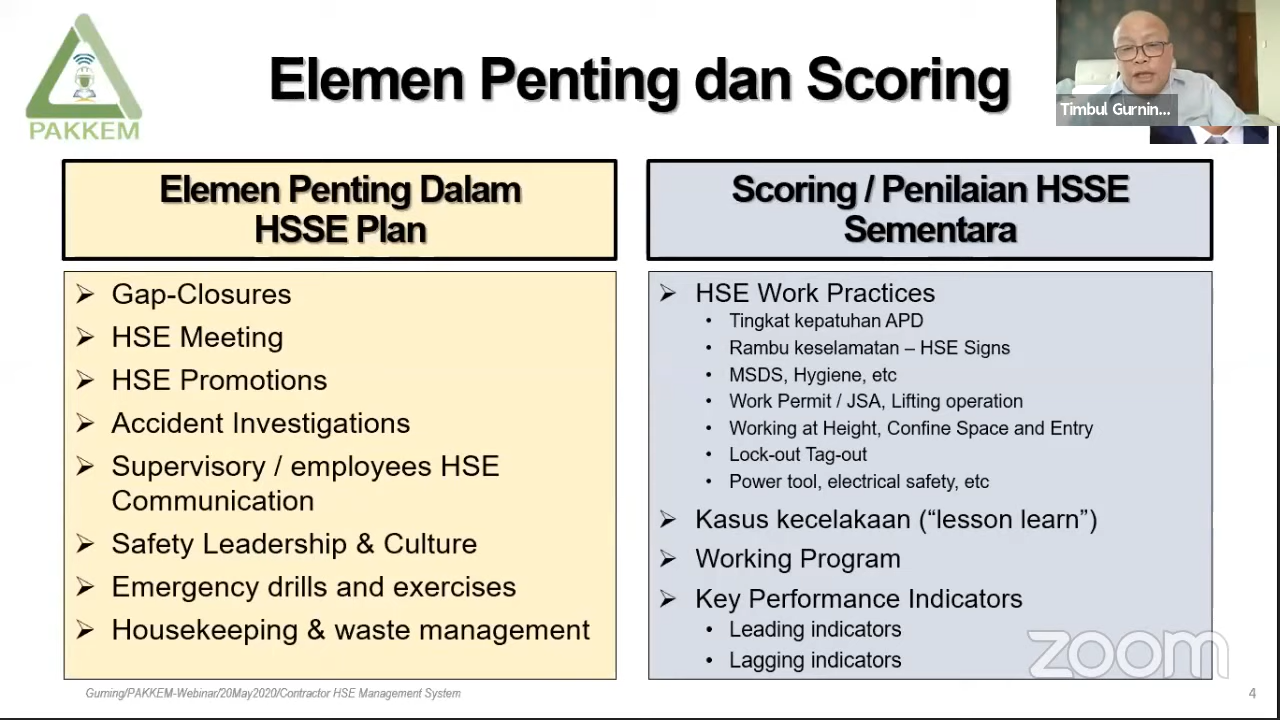 PAKKEM
Elemen Penting dan Scoring
Timbul Gurnin...
Elemen Penting Dalam
HSSE Plan
Gap-Closures
HSE Meeting
HSE Promotions
Accident Investigations
Supervisory / employees HSE
Communication
Safety Leadership & Culture
Emergency drills and exercises
Housekeeping & waste management
Scoring / Penilaian HSSE
Sementara
HSE Work Practices
Tingkat kepatuhan APD
Rambu keselamatan – HSE Signs
MSDS, Hygiene, etc
Work Permit / JSA, Lifting operation
Working at Height, Confine Space and Entry
Lock-out Tag-out
Power tool, electrical safety, etc
Kasus kecelakaan (“lesson learn”)
Working Program
Key Performance Indicators
Leading indicators
Lagging indicators
zoom
Gurning/PAKKEM-Webinar/20May2020/Contractor HSE Management System
4